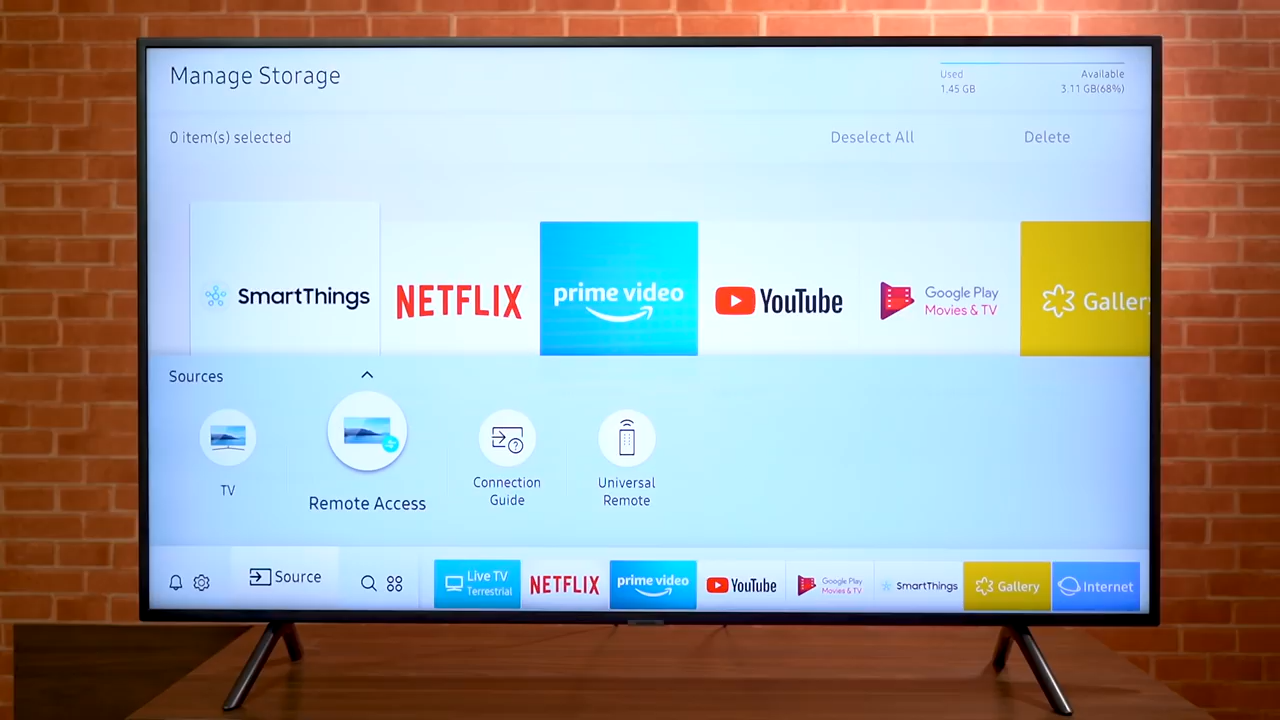 Manage Storage
Used
Available
1.45 GB
3.11 GB(68%)
0 item(s) selected
Deselect All
Delete
SmartThings
NETFLIX
prime video
YouTube
Google Play
Movies & TV
Gallery
Sources
TV
Remote Access
Connection
Guide
Universal
Remote
Source
Live TV
Terrestrial
NETFLIX
prime video
YouTube
Google Play
Movies & TV
SmartThings
Gallery
Internet